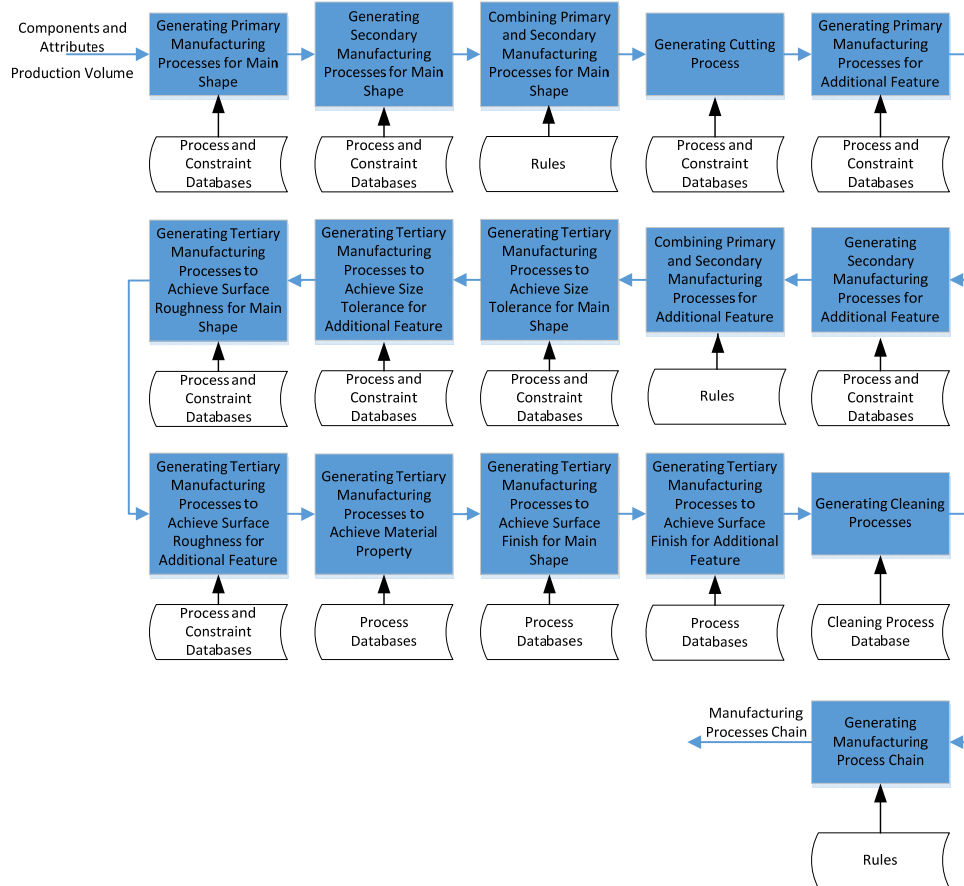 Components and
Attributes
Production Volume
Generating Primary
Manufacturing
Processes for Main
Shape
Generating
Secondary
Manufacturing
Processes for Main
Shape
Combining Primary
and Secondary
Manufacturing
Processes for Main
Shape
Generating Cutting
Process
Generating Primary
Manufacturing
Processes for
Additional Feature
Process and
Constraint
Databases
Process and
Constraint
Databases
Rules
Process and
Constraint
Databases
Process and
Constraint
Databases
Generating Tertiary
Manufacturing
Processes to
Achieve Surface
Roughness for Main
Shape
Generating Tertiary
Manufacturing
Processes to
Achieve Size
Tolerance for
Additional Feature
Generating Tertiary
Manufacturing
Processes to
Achieve Size
Tolerance for Main
Shape
Combining Primary
and Secondary
Manufacturing
Processes for
Additional Feature
Generating
Secondary
Manufacturing
Processes for
Additional Feature
Process and
Constraint
Databases
Process and
Constraint
Databases
Process and
Constraint
Databases
Rules
Process and
Constraint
Databases
Generating Tertiary
Manufacturing
Processes to
Achieve Surface
Roughness for
Additional Feature
Generating Tertiary
Manufacturing
Processes to
Achieve Material
Property
Generating Tertiary
Manufacturing
Processes to
Achieve Surface
Finish for Main
Shape
Generating Tertiary
Manufacturing
Processes to
Achieve Surface
Finish for Additional
Feature
Generating Cleaning
Processes
Process and
Constraint
Databases
Process
Databases
Process
Databases
Process
Databases
Cleaning Process
Database
Manufacturing
Processes Chain
Generating
Manufacturing
Process Chain
Rules